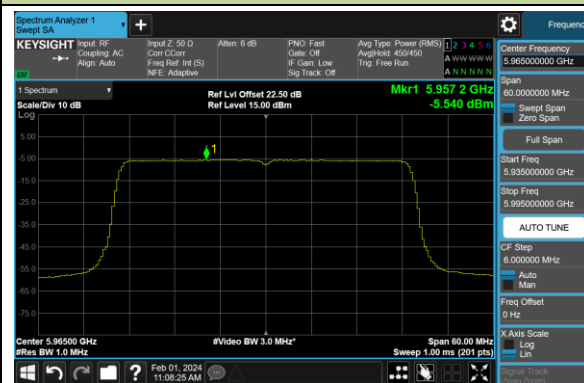 Spectrum Analyzer 1
Swept SA
Frequen
KEYSIGHT
Input: RF
Coupling: AC
Align: Auto
Input Z: 50 Ω
Corr CCorr
Freq Ref: Int (S)
NFE: Adaptive
Atten: 6 dB
PNO: Fast
Gate: Off
IF Gain: Low
Sig Track: Off
Avg Type: Power (RMS)
Avg|Hold: 450/450
Trig: Free Run
1 2 3 4 5 6
A W W W W W
A N N N N N
1 Spectrum
Scale/Div 10 dB
Log
Ref Lvl Offset 22.50 dB
Ref Level 15.00 dBm
Mkr1 5.957 2 GHz
-5.540 dBm
1
5.00
-5.00
-15.0
-25.0
-35.0
-45.0
-55.0
-65.0
-75.0
Center 5.96500 GHz
#Res BW 1.0 MHz
#Video BW 3.0 MHz*
Span 60.00 MHz
Sweep 1.00 ms (201 pts)
Center Frequency
5.965000000 GHz
Span
60.0000000 MHz
Swept Span
Zero Span
Full Span
Start Freq
5.935000000 GHz
Stop Freq
5.995000000 GHz
AUTO TUNE
CF Step
6.000000 MHz
Auto
Man
Freq Offset
0 Hz
X Axis Scale
Log
Lin
Signal Track
(Span Zoom)
Feb 01, 2024
11:08:25 AM